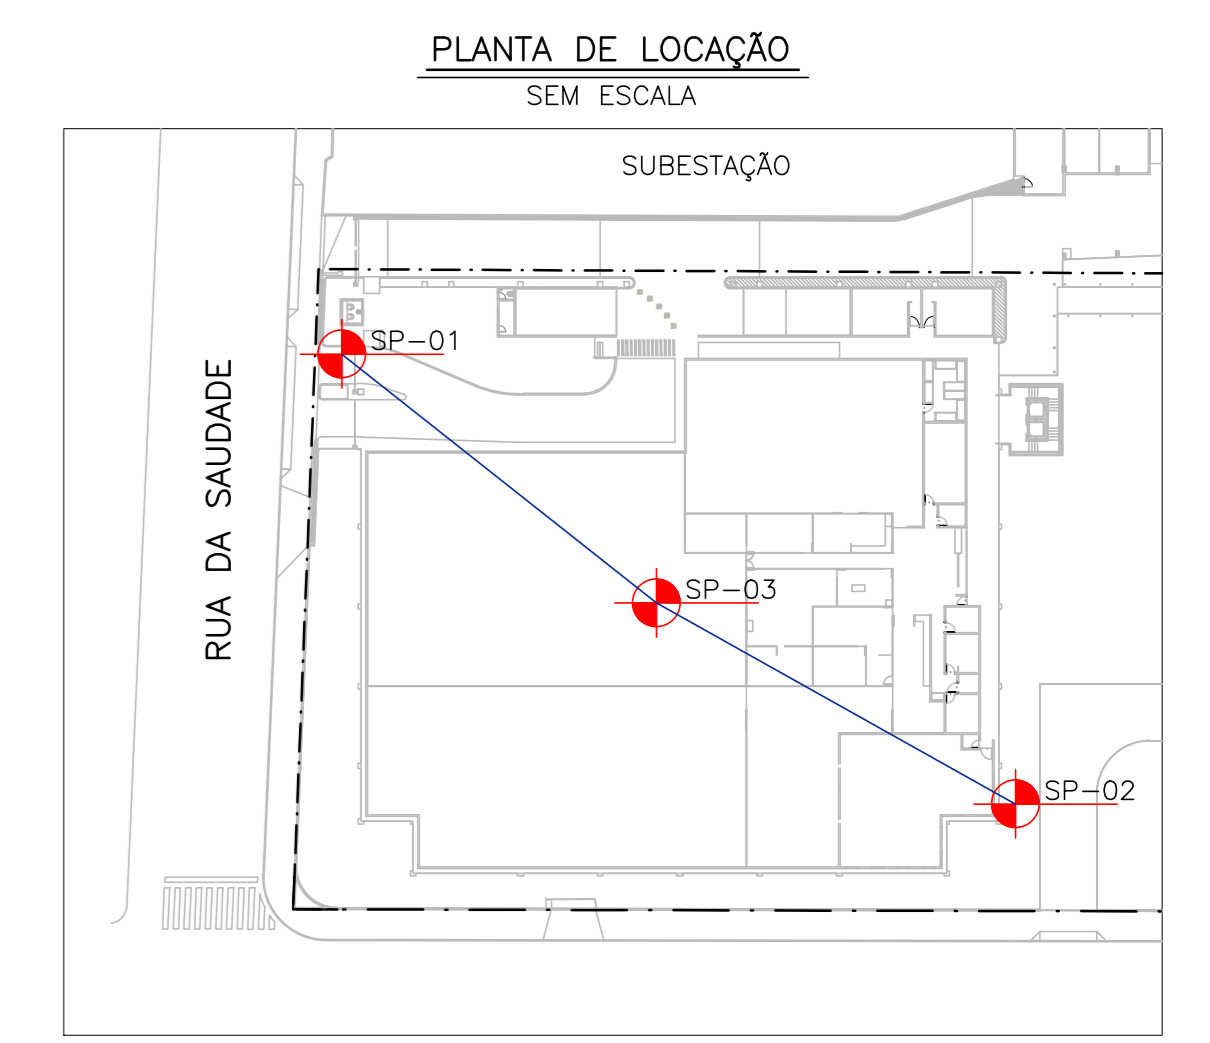 PLANTA DE LOCAÇÃO
SEM ESCALA
SUBESTAÇÃO
SP-01
RUA DA SAUDADE
SP-03
SP-02